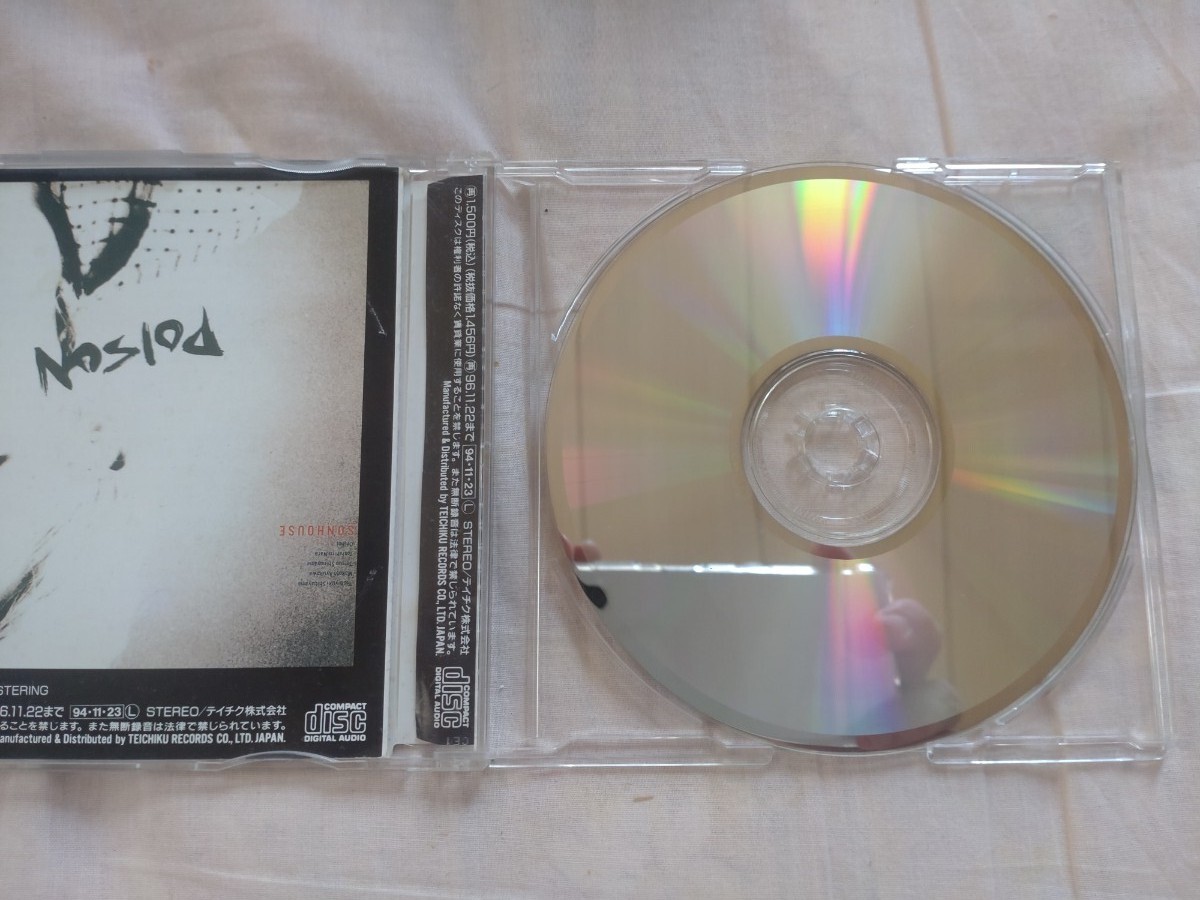 POISON
SONHOUSE
STERING
6.11.22まで 94・11・23 Ⓛ STEREO/テイチク株式会社
ることを禁じます。また無断録音は法律で禁じられています。
anufactured & Distributed by TEICHIKU RECORDS CO., LTD. JAPAN.
COMPACT
disc
DIGITAL AUDIO
再1,500円(税込)(税抜価格1,456円)再96.11.22まで 94・11・23 Ⓛ STEREO/テイチク株式会社
このディスクは権利者の許諾なく賃貸業に使用することを禁じます。また無断録音は法律で禁じられています。
Manufactured & Distributed by TEICHIKU RECORDS CO., LTD. JAPAN.
COMPACT
disc
DIGITAL AUDIO